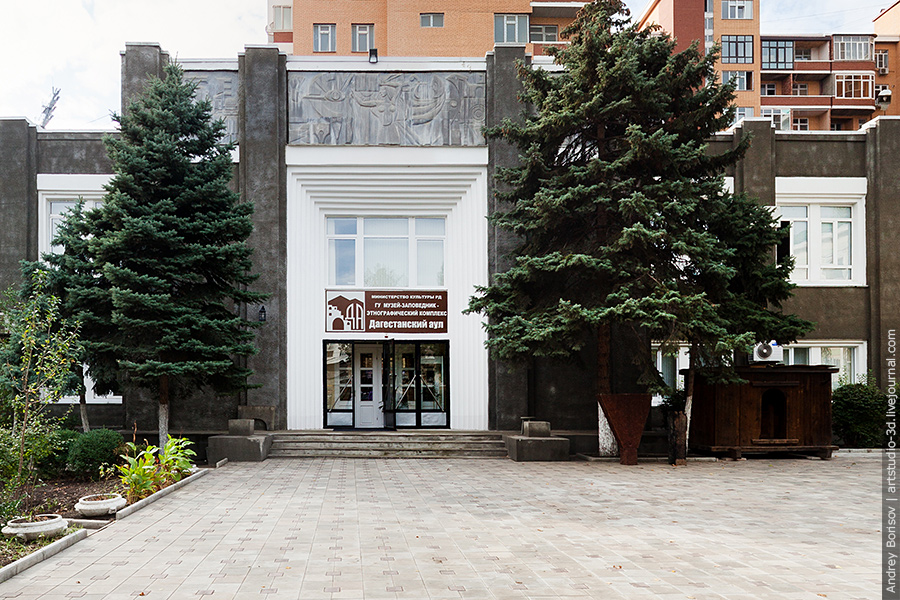 МИНИСТЕРСТВО КУЛЬТУРЫ РД
ГУ МУЗЕЙ-ЗАПОВЕДНИК -
ЭТНОГРАФИЧЕСКИЙ КОМПЛЕКС
Дагестанский аул
Andrey Borisov | artstudio-3d.livejournal.com